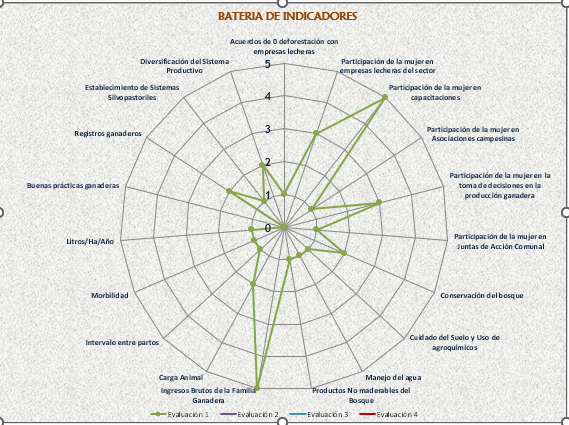 BATERIA DE INDICADORES
Acuerdos de 0 deforestación con
empresas lecheras
Participación de la mujer en
empresas lecheras del sector
Participación de la mujer en
capacitaciones
Participación de la mujer en
Asociaciones campesinas
Participación de la mujer en la
toma de decisiones en la
producción ganadera
Participación de la mujer en
Juntas de Acción Comunal
Conservación del bosque
Cuidado del Suelo y Uso de
agroquímicos
Manejo del agua
Productos No maderables del
Bosque
Ingresos Brutos de la Familia
Ganadera
Carga Animal
Intervalo entre partos
Morbilidad
Litros/Ha/Año
Buenas prácticas ganaderas
Registros ganaderos
Establecimiento de Sistemas
Silvopastoriles
Diversificación del Sistema
Productivo
5
4
3
2
1
0
Evaluación 1
Evaluación 2
Evaluación 3
Evaluación 4